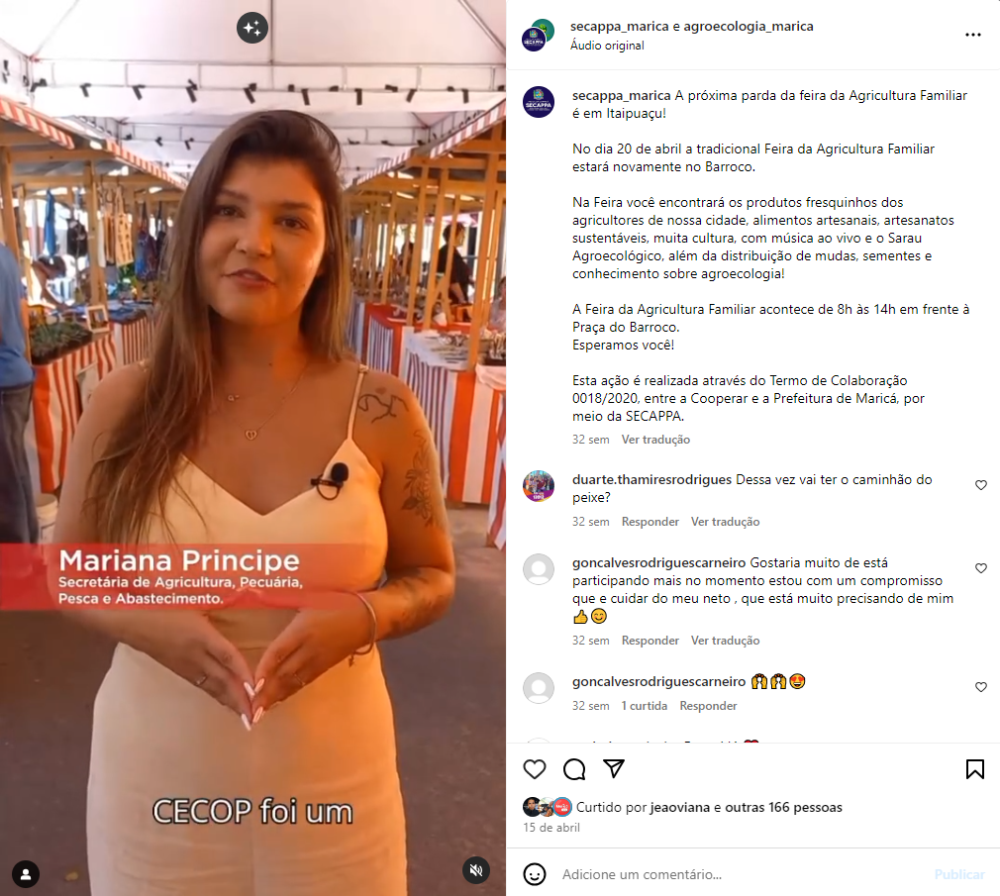 Mariana Principe
Secretária de Agricultura, Pecuária,
Pesca e Abastecimento.
CECOP foi um
secappa_marica e agroecologia_marica
Áudio original
secappa_marica A próxima parda da feira da Agricultura Familiar
é em Itaipuaçu!
No dia 20 de abril a tradicional Feira da Agricultura Familiar
estará novamente no Barroco.
Na Feira você encontrará os produtos fresquinhos dos
agricultores de nossa cidade, alimentos artesanais, artesanatos
sustentáveis, muita cultura, com música ao vivo e o Sarau
Agroecológico, além da distribuição de mudas, sementes e
conhecimento sobre agroecologia!
A Feira da Agricultura Familiar acontece de 8h às 14h em frente à
Praça do Barroco.
Esperamos você!
Esta ação é realizada através do Termo de Colaboração
0018/2020, entre a Cooperar e a Prefeitura de Maricá, por
meio da SECAPPA.
32 sem Ver tradução
duarte.thamiresrodrigues Dessa vez vai ter o caminhão do
peixe?
32 sem Responder Ver tradução
goncalvesrodriguescarneiro Gostaria muito de está
participando mais no momento estou com um compromisso
que e cuidar do meu neto , que está muito precisando de mim
👍😊
32 sem Responder Ver tradução
goncalvesrodriguescarneiro 🙌🙌🤩
32 sem 1 curtida Responder
Curtido por jeaoviana e outras 166 pessoas
15 de abril
Adicione um comentário...
Publicar